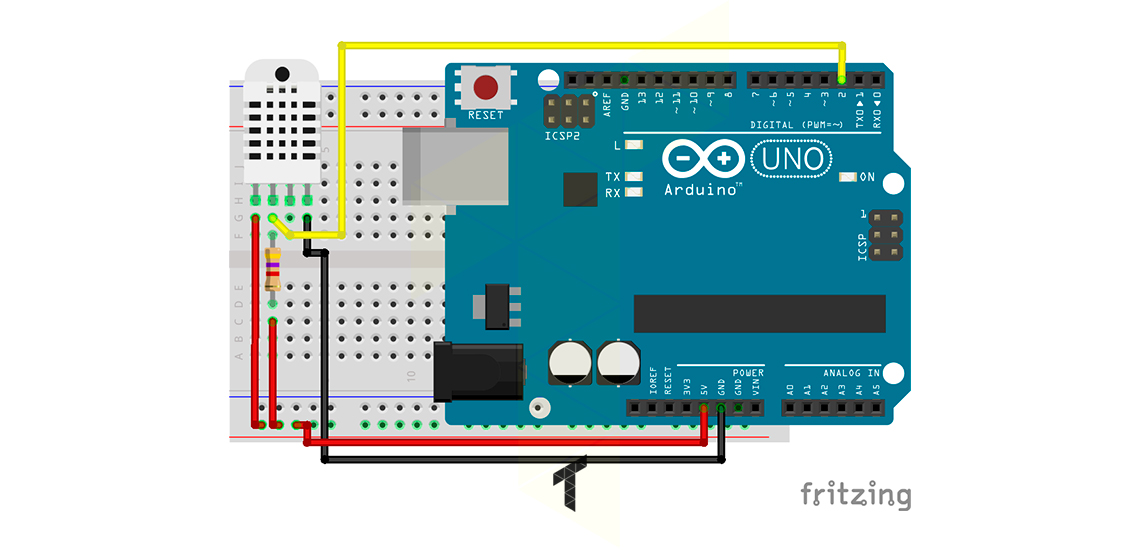 RESET
ICSP2
AREF
GND
13
12
~11
~10
~9
8
7
~6
~5
4
~3
2
TX0▶1
RX0◀0
DIGITAL (PWM=~)
L
TX
RX
Arduino™
UNO
ON
1
ICSP
J
I
H
G
F
E
D
C
B
A
5
10
POWER
ANALOG IN
IOREF
RESET
3V3
5V
GND
GND
VIN
A0
A1
A2
A3
A4
A5
fritzing